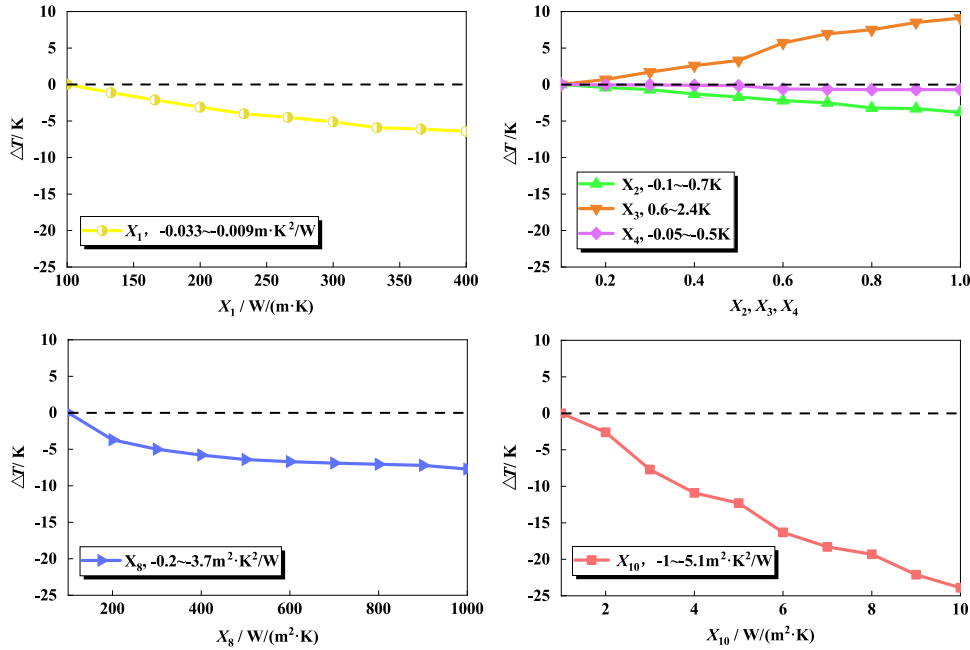 10
5
0
-5
-10
-15
-20
-25
△T/ K
X₁, -0.033~-0.009m·K²/W
100 150 200 250 300 350 400
X₁ / W/(m·K)
10
5
0
-5
-10
-15
-20
-25
△T /K
X₂, -0.1~-0.7K
X₃, 0.6~2.4K
X₄, -0.05~-0.5K
0.2 0.4 0.6 0.8 1.0
X₂, X₃, X₄
10
5
0
-5
-10
-15
-20
-25
△T/ K
X₈, -0.2~-3.7m²·K²/W
200 400 600 800 1000
X₈ / W/(m²·K)
10
5
0
-5
-10
-15
-20
-25
△T/ K
X₁₀, -1~-5.1m²·K²/W
2 4 6 8 10
X₁₀ / W/(m²·K)